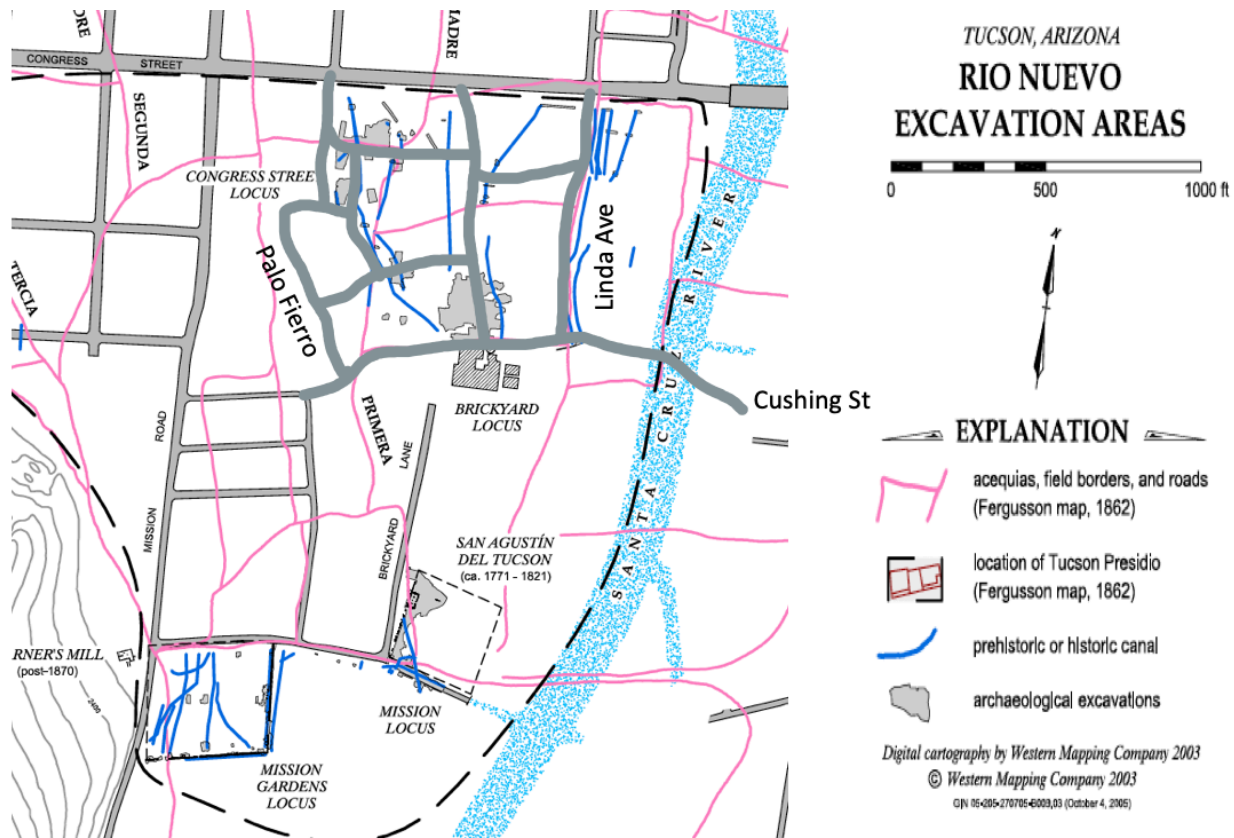 ORE
ADRE
CONGRESS STREET
SEGUNDA
CONGRESS STREE
LOCUS
Palo Fierro
Linda Ave
TERCIA
SANTA CRUZ RIVER
Cushing St
MISSION ROAD
PRIMERA
BRICKYARD
LOCUS
BRICKYARD LANE
SAN AGUSTÍN
DEL TUCSON
(ca. 1771 - 1821)
RNER'S MILL
(post-1870)
2400
MISSION
LOCUS
MISSION
GARDENS
LOCUS
TUCSON, ARIZONA
RIO NUEVO
EXCAVATION AREAS
0 500 1000 ft
N
EXPLANATION
acequias, field borders, and roads
(Fergusson map, 1862)
location of Tucson Presidio
(Fergusson map, 1862)
prehistoric or historic canal
archaeological excavations
Digital cartography by Western Mapping Company 2003
© Western Mapping Company 2003